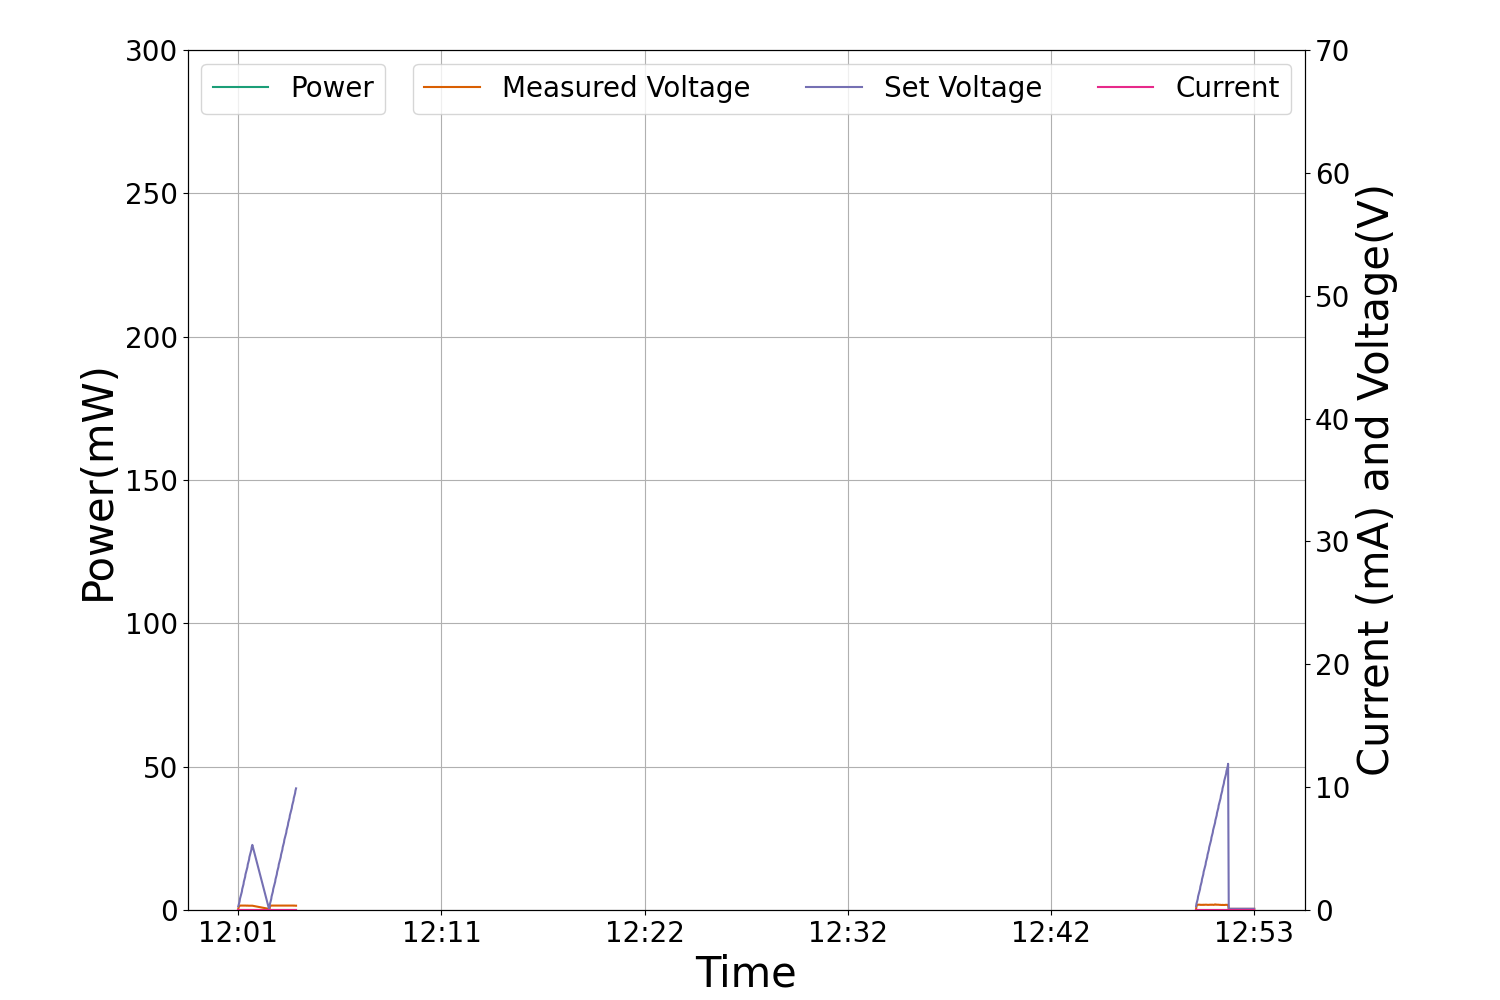 Power
Measured Voltage
Set Voltage
Current
300
250
200
150
100
50
0
Power(mW)
70
60
50
40
30
20
10
0
Current (mA) and Voltage(V)
12:01 12:11 12:22 12:32 12:42 12:53
Time